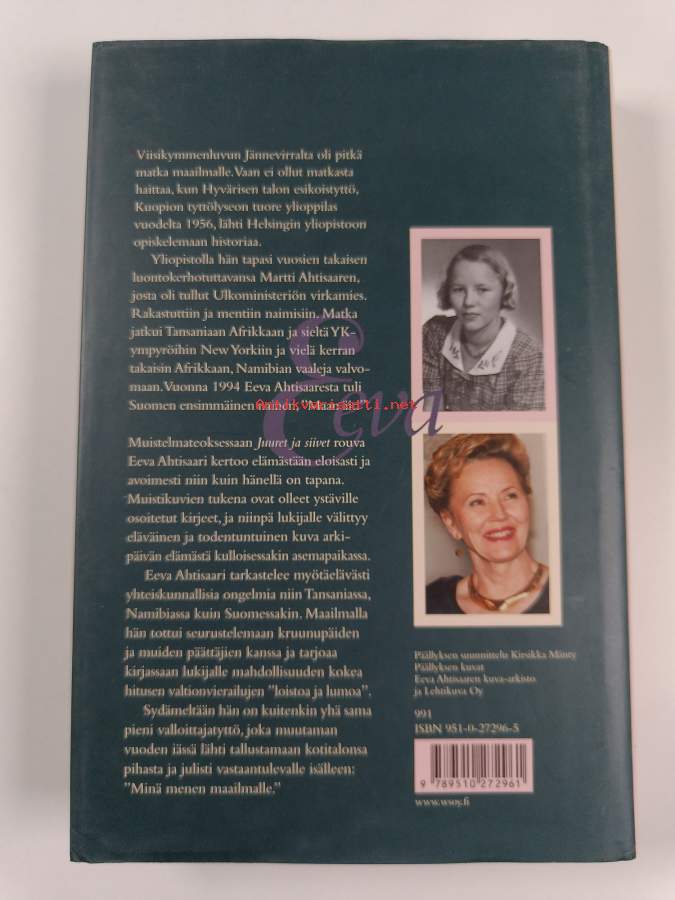 Viisikymmenluvun Jännevirralta oli pitkä
matka maailmalle. Vaan ei ollut matkasta
haittaa, kun Hyvärisen talon esikoistyttö,
Kuopion tyttölyseon tuore ylioppilas
vuodelta 1956, lähti Helsingin yliopistoon
opiskelemaan historiaa.
Yliopistolla hän tapasi vuosien takaisen
luontokerhotuttavansa Martti Ahtisaaren,
josta oli tullut Ulkoministeriön virkamies.
Rakastuttiin ja mentiin naimisiin. Matka
jatkui Tansaniaan Afrikkaan ja sieltä YK-
ympyröihin New Yorkiin ja vielä kerran
takaisin Afrikkaan, Namibian vaaleja valvo-
maan. Vuonna 1994 Eeva Ahtisaaresta tuli
Suomen ensimmäinen nainen,
Eeva
Muistelmateoksessaan Juuret ja siivet rouva
Eeva Ahtisaari kertoo elämästään eloisasti ja
avoimesti niin kuin hänellä on tapana.
Muistikuvien tukena ovat olleet ystäville
osoitetut kirjeet, ja niinpä lukijalle välittyy
eläväinen ja todentuntuinen kuva arki-
päivän elämästä kulloisessakin asemapaikassa.
Eeva Ahtisaari tarkastelee myötäelävästi
yhteiskunnallisia ongelmia niin Tansaniassa,
Namibiassa kuin Suomessakin. Maailmalla
hän tottui seurustelemaan kruunupäiden
ja muiden päättäjien kanssa ja tarjoaa
kirjassaan lukijalle mahdollisuuden kokea
hitusen valtionvierailujen "loistoa ja lumoa".
Sydämeltään hän on kuitenkin yhä sama
pieni valloittajatyttö, joka muutaman
vuoden iässä lähti tallustamaan kotitalonsa
pihasta ja julisti vastaantulevalle isälleen:
"Minä menen maailmalle."
Päällyksen suunnittelu Kirsikka Mänty
Päällyksen kuvat
Eeva Ahtisaaren kuva-arkisto
ja Lehtikuva Oy
991
ISBN 951-0-27296-5
9 789510 272961
www.wsoy.fi